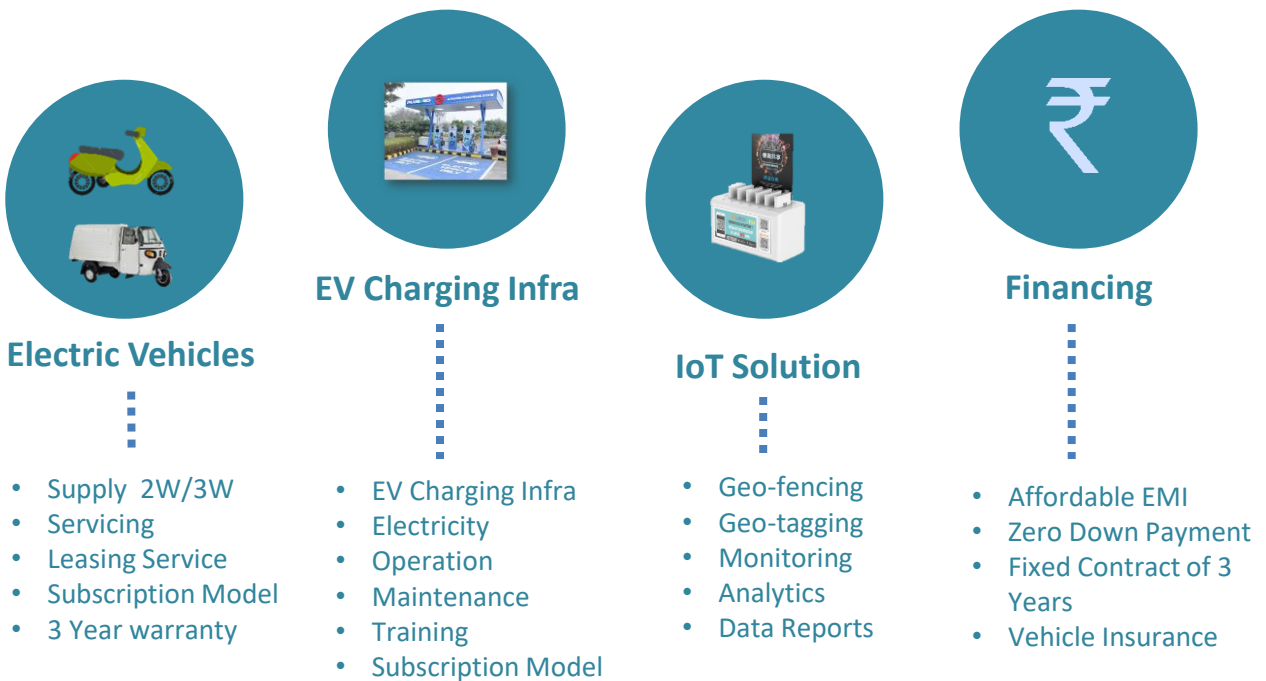 EV Charging Infra
Financing
Electric Vehicles
IoT Solution
• Supply 2W/3W
• Servicing
• Leasing Service
• Subscription Model
• 3 Year warranty
• EV Charging Infra
• Electricity
• Operation
• Maintenance
• Training
• Subscription Model
• Geo-fencing
• Geo-tagging
• Monitoring
• Analytics
• Data Reports
₹
• Affordable EMI
• Zero Down Payment
• Fixed Contract of 3
Years
• Vehicle Insurance